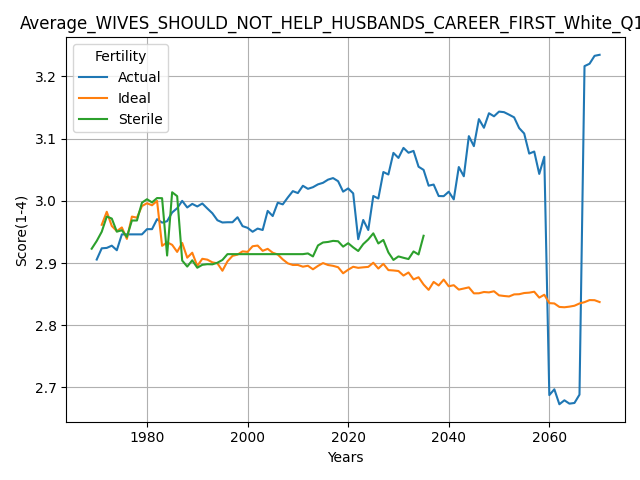 Average_WIVES_SHOULD_NOT_HELP_HUSBANDS_CAREER_FIRST_White_Q1
Fertility
Actual
Ideal
Sterile
Score(1-4)
3.2
3.1
3.0
2.9
2.8
2.7
1980 2000 2020 2040 2060
Years